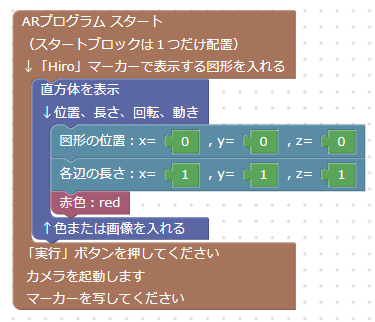 ARプログラム スタート
（スタートブロックは１つだけ配置）
↓「Hiro」マーカーで表示する図形を入れる
直方体を表示
↓位置、長さ、回転、動き
図形の位置：x= 0 , y= 0 , z= 0
各辺の長さ：x= 1 , y= 1 , z= 1
赤色：red
↑色または画像を入れる
「実行」ボタンを押してください
カメラを起動します
マーカーを写してください